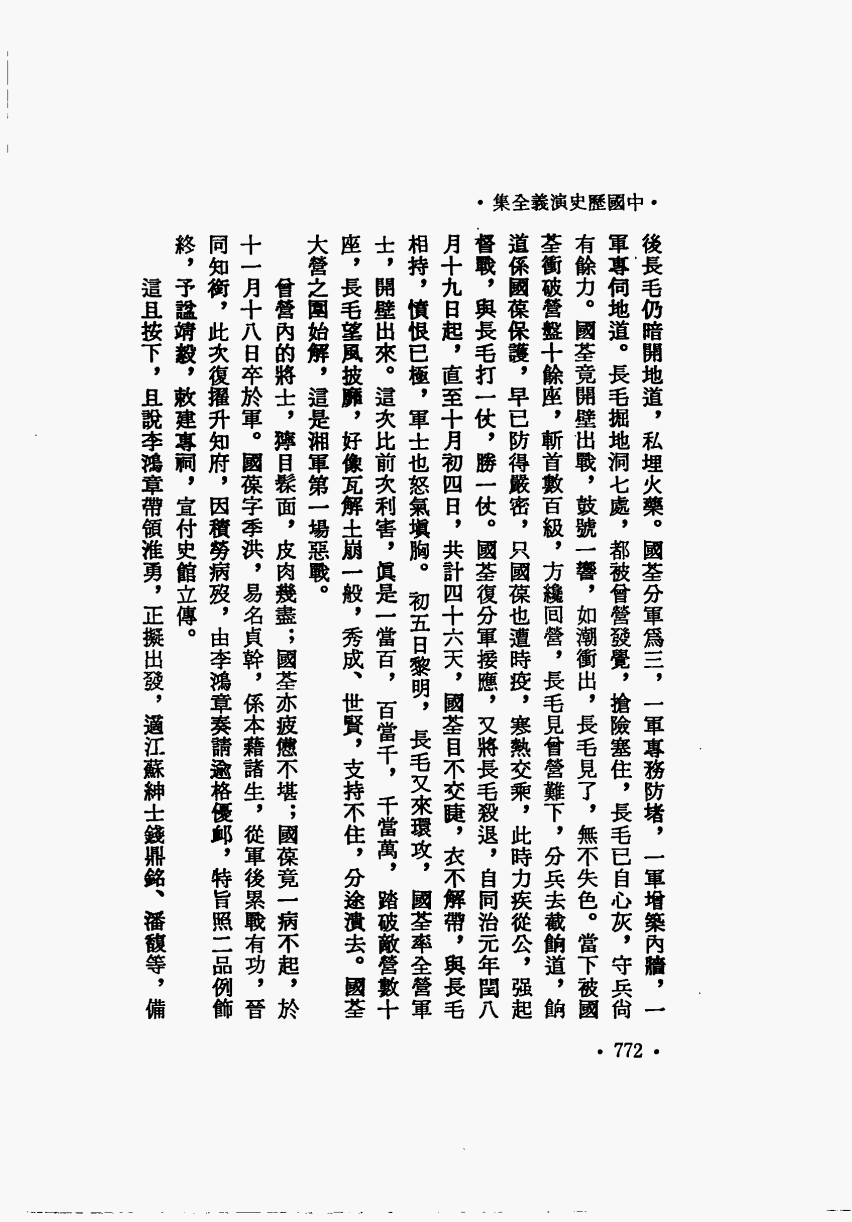 •中國歷史演義全集•
後長毛仍暗開地道，私埋火藥。國荃分軍爲三，一軍專務防堵，一軍增築內牆，一
軍專伺地道。長毛掘地洞七處，都被曾營發覺，搶險塞住，長毛已自心灰，守兵尙
有餘力。國荃竟開壁出戰，鼓號一響，如潮衝出，長毛見了，無不失色。當下被國
荃衝破營盤十餘座，斬首數百級，方纔回營，長毛見曾營難下，分兵去截餉道，餉
道係國葆保護，早已防得嚴密，只國葆也遭時疫，寒熱交乘，此時力疾從公，强起
督戰，與長毛打一仗，勝一仗。國荃復分軍接應，又將長毛殺退，自同治元年閏八
月十九日起，直至十月初四日，共計四十六天，國荃目不交睫，衣不解帶，與長毛
相持，憤恨已極，軍士也怒氣塡胸。初五日黎明，長毛又來環攻，國荃率全營軍
士，開壁出來。這次比前次利害，眞是一當百，百當千，千當萬，踏破敵營數十
座，長毛望風披靡，好像瓦解土崩一般，秀成、世賢，支持不住，分途潰去。國荃
大營之圍始解，這是湘軍第一場惡戰。
曾營內的將士，獰目髹面，皮肉幾盡；國荃亦疲憊不堪；國葆竟一病不起，於
十一月十八日卒於軍。國葆字季洪，易名貞幹，係本藉諸生，從軍後累戰有功，晉
同知銜，此次復擢升知府，因積勞病歿，由李鴻章奏請逾格優卹，特旨照二品例飾
終，予諡靖毅，敕建專祠，宣付史館立傳。
這且按下，且說李鴻章帶領淮勇，正擬出發，適江蘇紳士錢鼎銘、潘馥等，備
•772•